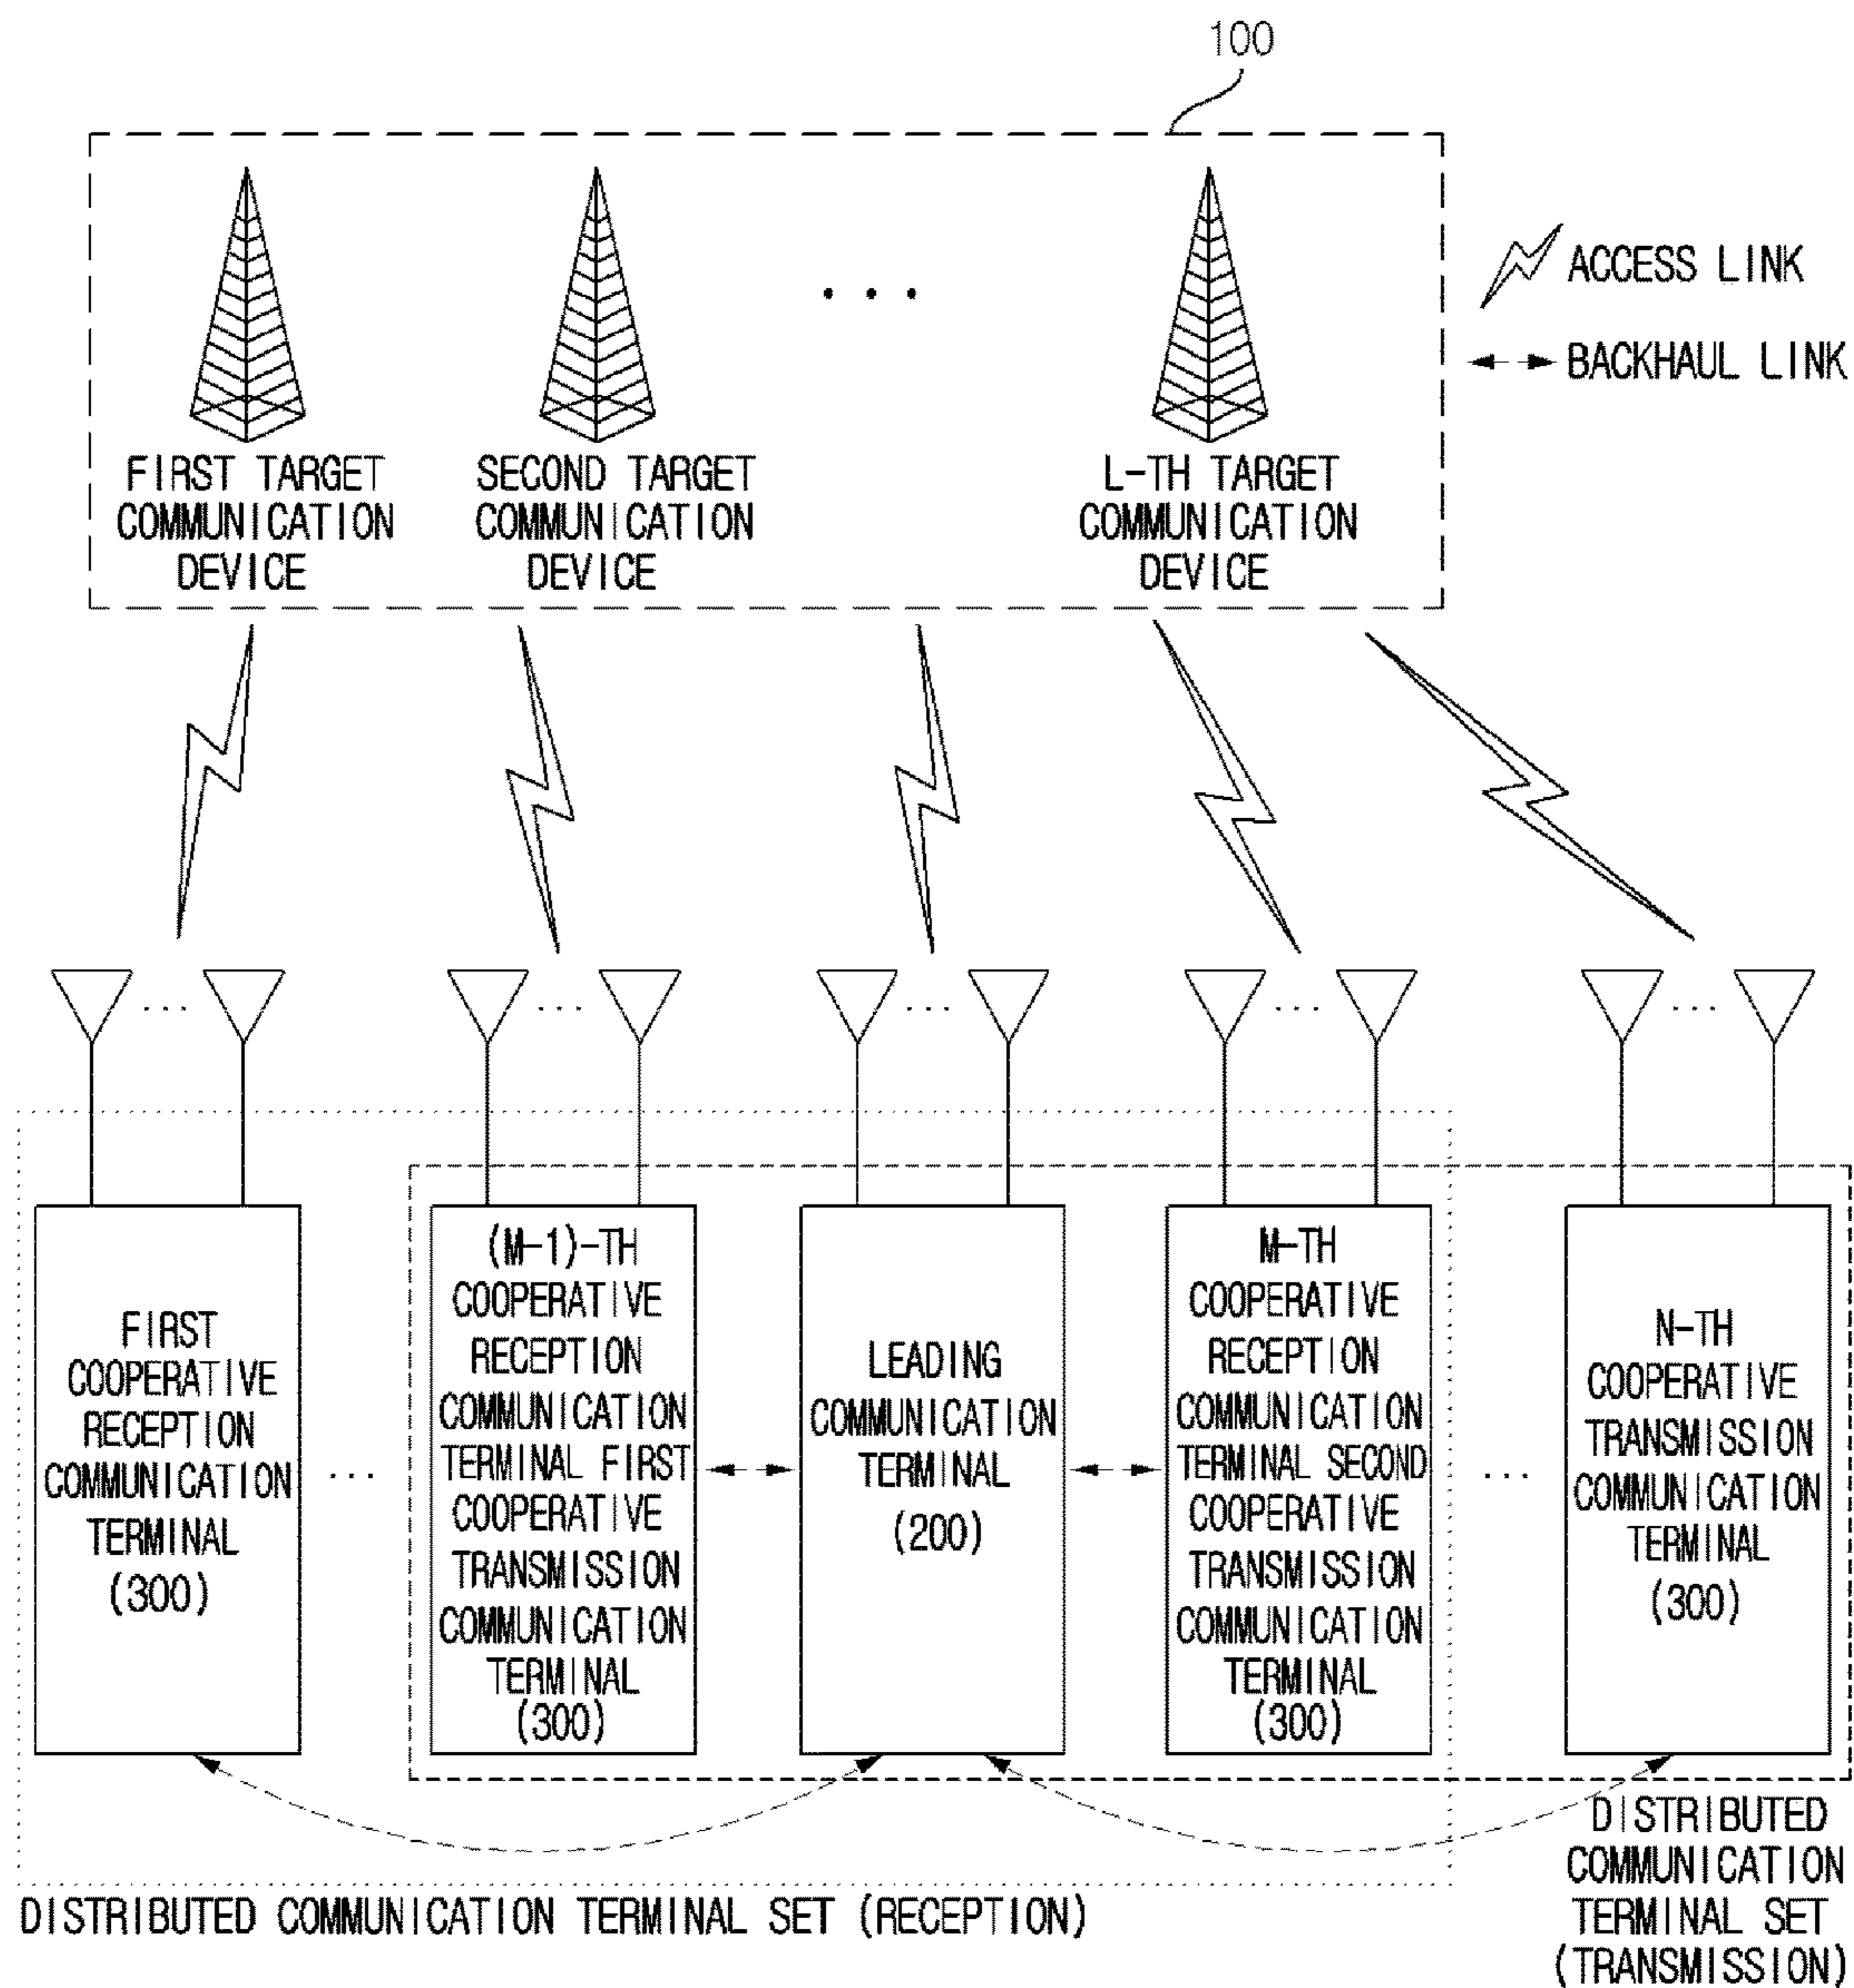 100
FIRST TARGET
COMMUNICATION
DEVICE
SECOND TARGET
COMMUNICATION
DEVICE
. . .
L-TH TARGET
COMMUNICATION
DEVICE
ACCESS LINK
BACKHAUL LINK
. . .
. . .
. . .
. . .
. . .
FIRST
COOPERATIVE
RECEPTION
COMMUNICATION
TERMINAL
(300)
. . .
(M-1)-TH
COOPERATIVE
RECEPTION
COMMUNICATION
TERMINAL FIRST
COOPERATIVE
TRANSMISSION
COMMUNICATION
TERMINAL
(300)
LEADING
COMMUNICATION
TERMINAL
(200)
M-TH
COOPERATIVE
RECEPTION
COMMUNICATION
TERMINAL SECOND
COOPERATIVE
TRANSMISSION
COMMUNICATION
TERMINAL
(300)
. . .
N-TH
COOPERATIVE
TRANSMISSION
COMMUNICATION
TERMINAL
(300)
DISTRIBUTED COMMUNICATION TERMINAL SET (RECEPTION)
DISTRIBUTED
COMMUNICATION
TERMINAL SET
(TRANSMISSION)